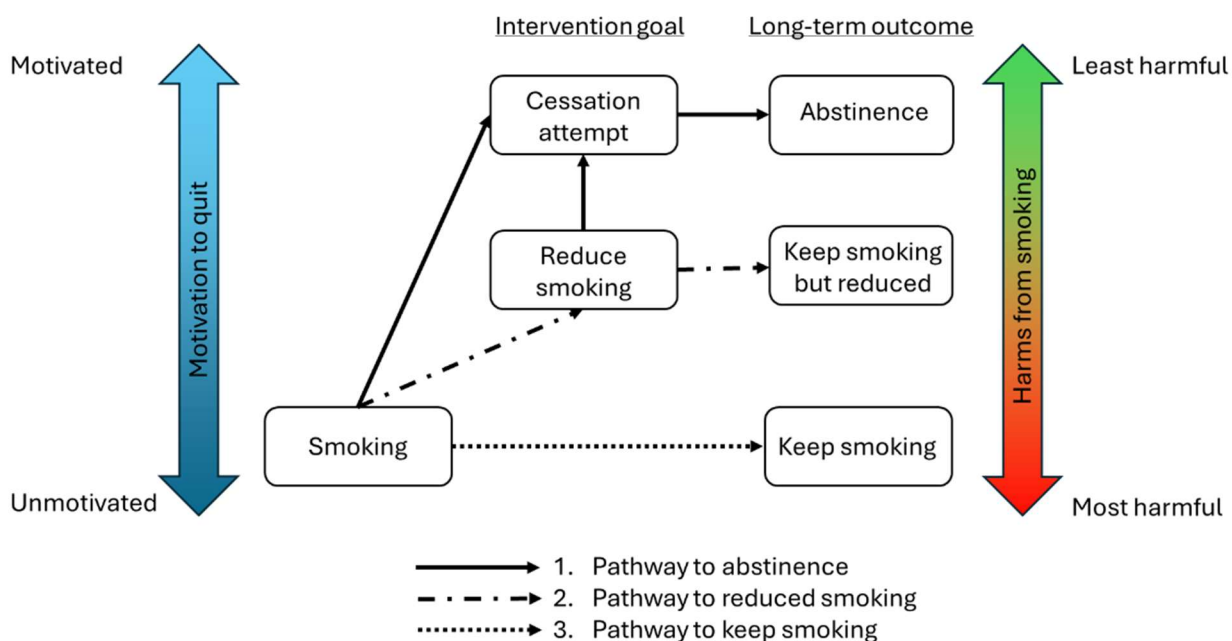 Intervention goal
Long-term outcome
Motivated
Least harmful
Cessation
attempt
Abstinence
Motivation to quit
Harms from smoking
Reduce
smoking
Keep smoking
but reduced
Smoking
Keep smoking
Unmotivated
Most harmful
1. Pathway to abstinence
2. Pathway to reduced smoking
3. Pathway to keep smoking